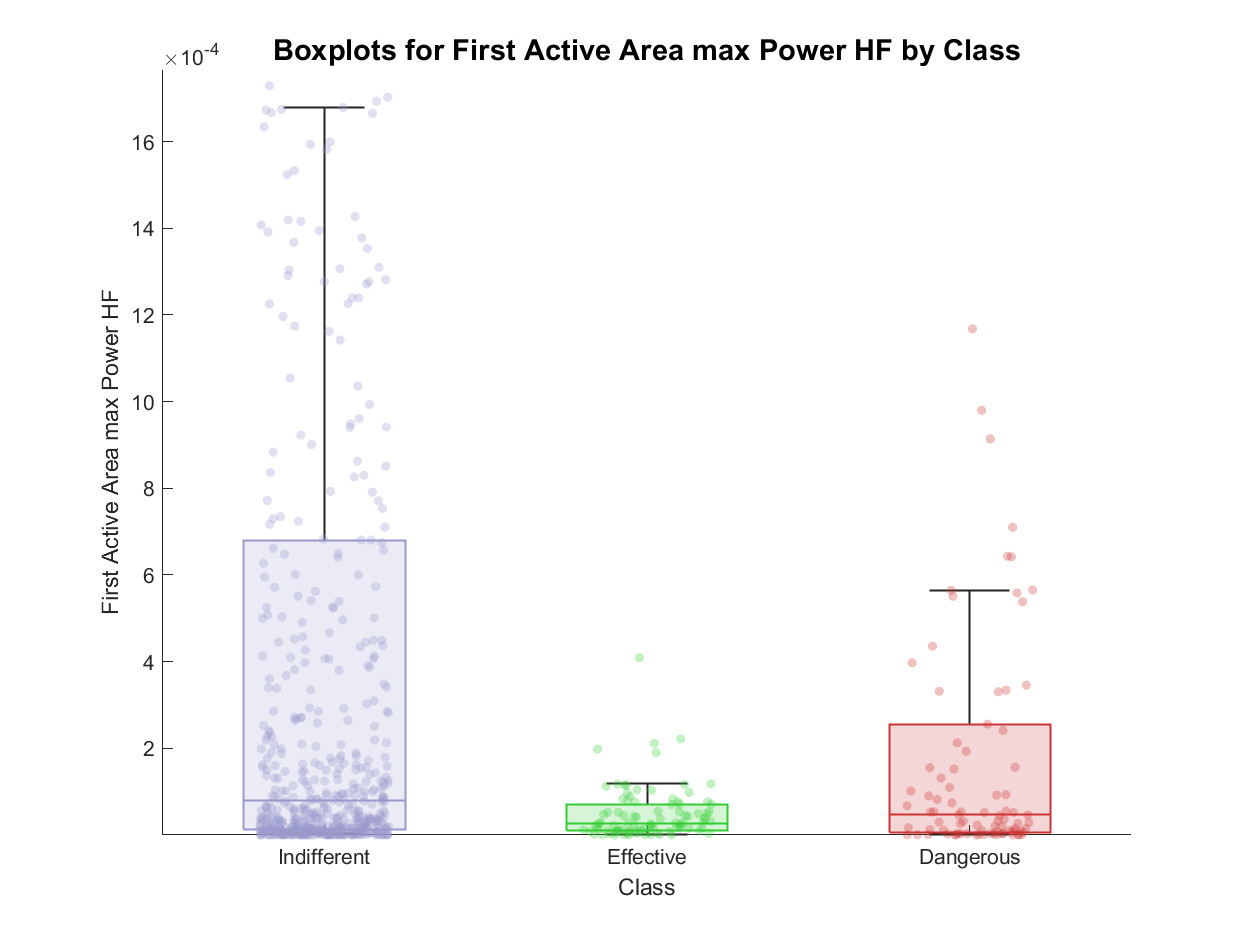 Boxplots for First Active Area max Power HF by Class
×10-4
16
14
12
10
8
6
4
2
First Active Area max Power HF
Indifferent
Effective
Dangerous
Class